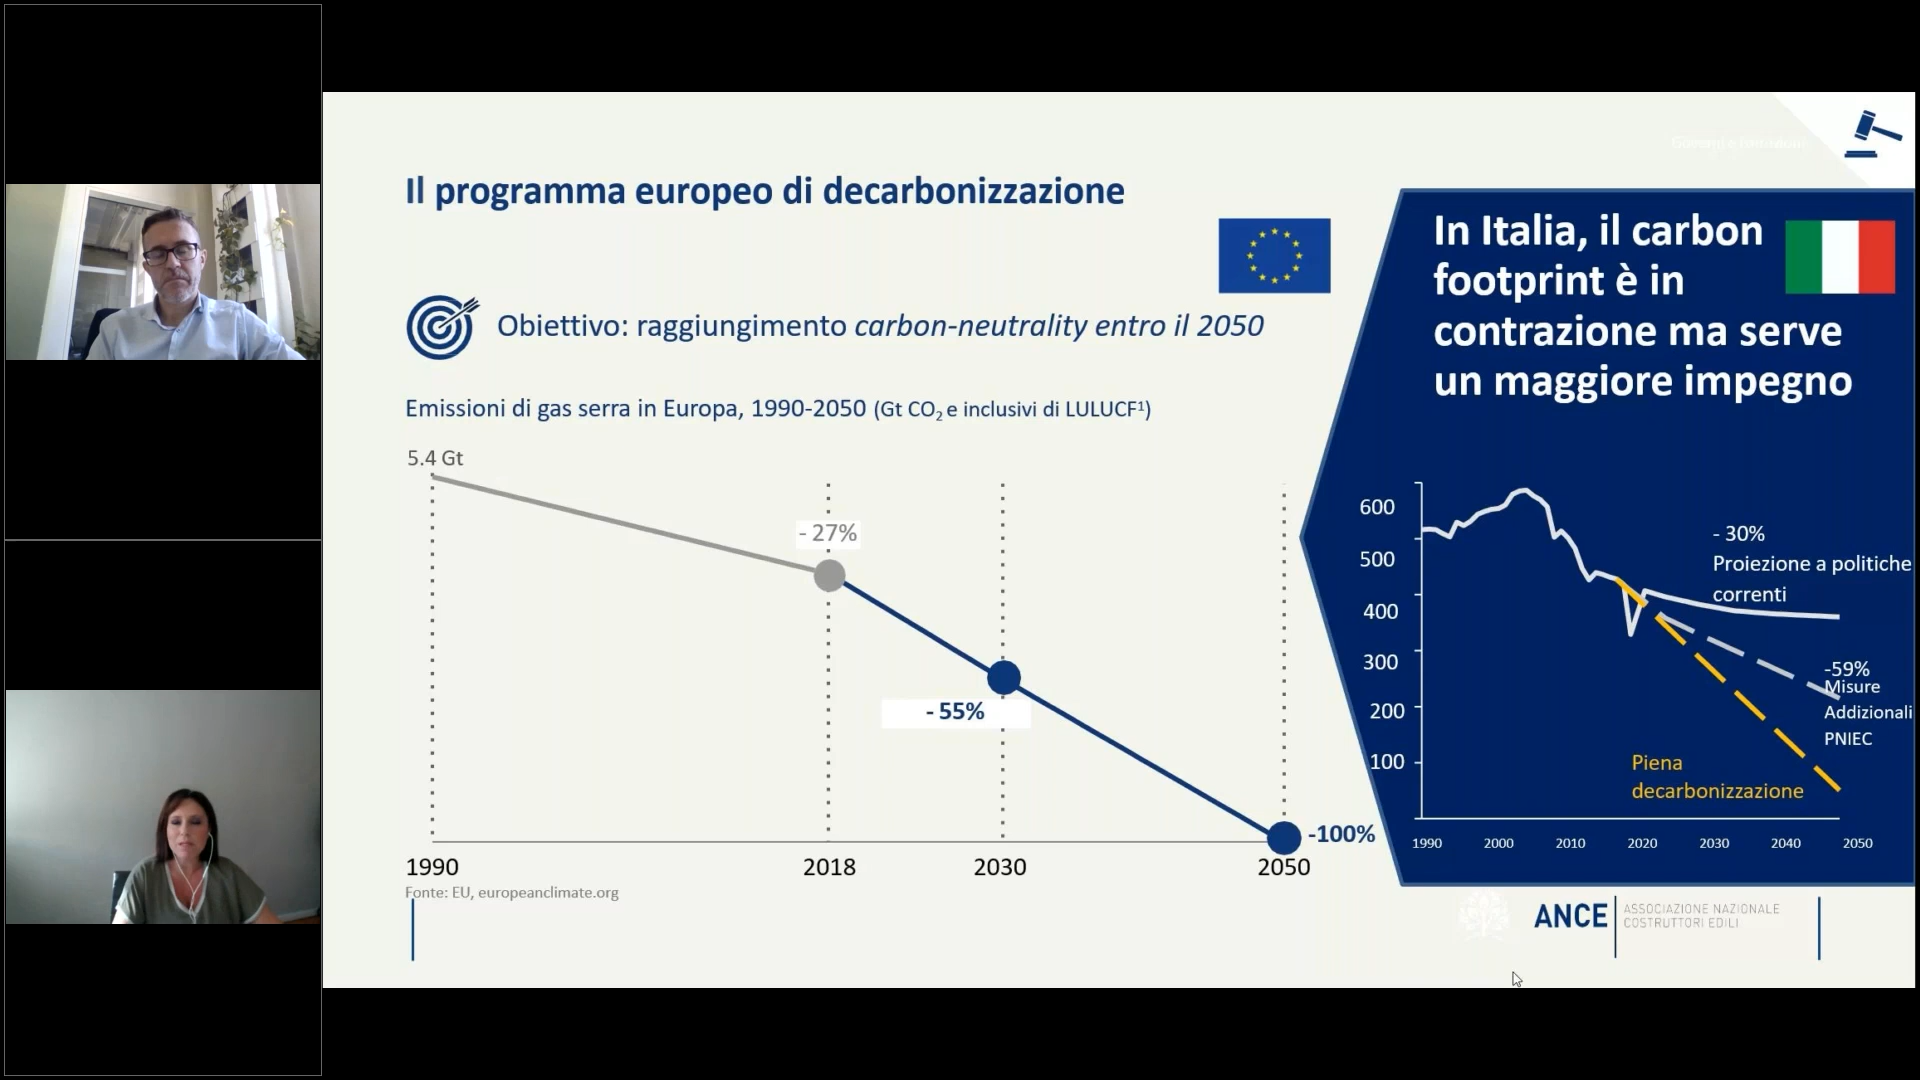 Il programma europeo di decarbonizzazione
Obiettivo: raggiungimento carbon-neutrality entro il 2050
Emissioni di gas serra in Europa, 1990-2050 (Gt CO₂ e inclusivi di LULUCF¹)
5.4 Gt
- 27%
- 55%
-100%
1990
2018
2030
2050
Fonte: EU, europeanclimate.org
In Italia, il carbon
footprint è in
contrazione ma serve
un maggiore impegno
600
500
400
300
200
100
- 30%
Proiezione a politiche
correnti
-59%
Misure
Addizionali
PNIEC
Piena
decarbonizzazione
1990
2000
2010
2020
2030
2040
2050
ANCE
ASSOCIAZIONE NAZIONALE
COSTRUTTORI EDILI